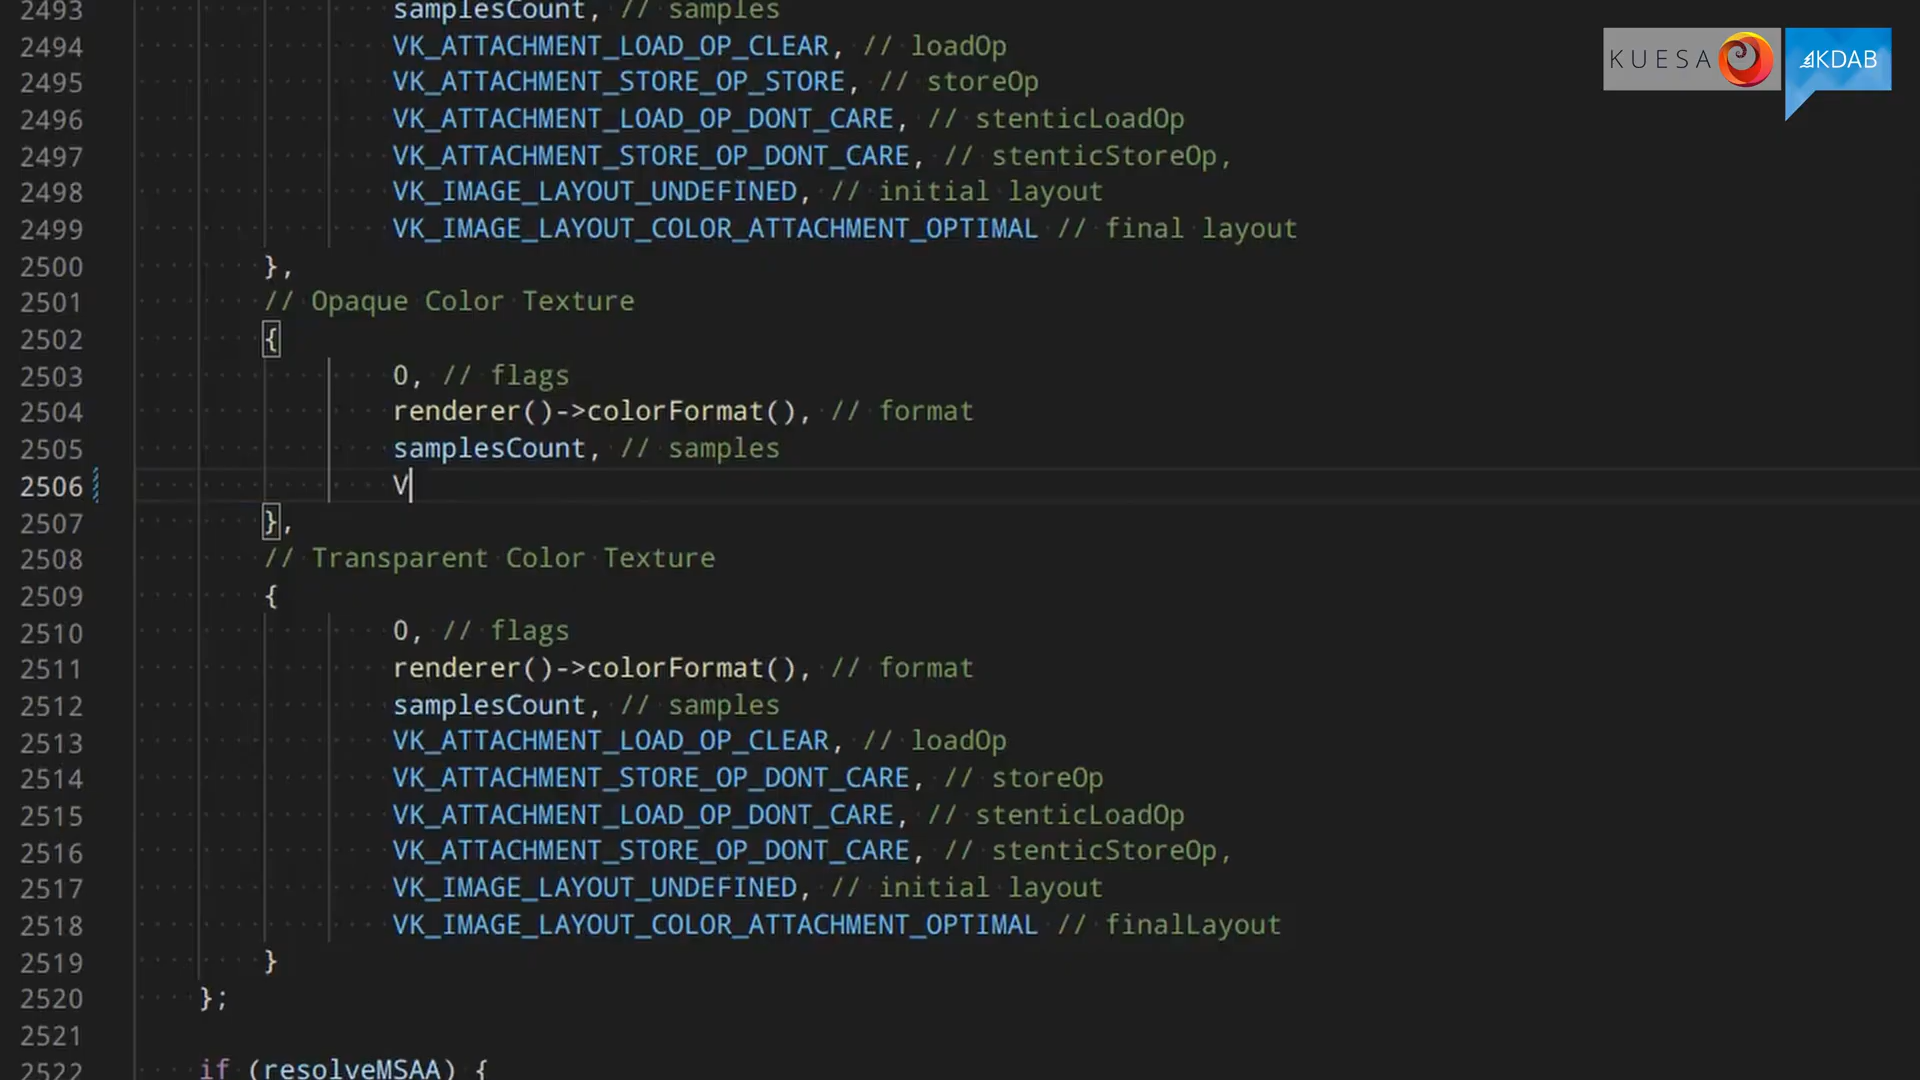 2493 samplesCount, // samples
2494 VK_ATTACHMENT_LOAD_OP_CLEAR, // loadOp
2495 VK_ATTACHMENT_STORE_OP_STORE, // storeOp
2496 VK_ATTACHMENT_LOAD_OP_DONT_CARE, // stenticLoadOp
2497 VK_ATTACHMENT_STORE_OP_DONT_CARE, // stenticStoreOp,
2498 VK_IMAGE_LAYOUT_UNDEFINED, // initial layout
2499 VK_IMAGE_LAYOUT_COLOR_ATTACHMENT_OPTIMAL // final layout
2500 },
2501 // Opaque Color Texture
2502 {
2503 0, // flags
2504 renderer()->colorFormat(), // format
2505 samplesCount, // samples
2506 V
2507 },
2508 // Transparent Color Texture
2509 {
2510 0, // flags
2511 renderer()->colorFormat(), // format
2512 samplesCount, // samples
2513 VK_ATTACHMENT_LOAD_OP_CLEAR, // loadOp
2514 VK_ATTACHMENT_STORE_OP_DONT_CARE, // storeOp
2515 VK_ATTACHMENT_LOAD_OP_DONT_CARE, // stenticLoadOp
2516 VK_ATTACHMENT_STORE_OP_DONT_CARE, // stenticStoreOp,
2517 VK_IMAGE_LAYOUT_UNDEFINED, // initial layout
2518 VK_IMAGE_LAYOUT_COLOR_ATTACHMENT_OPTIMAL // finalLayout
2519 }
2520 };
2521
2522 if (resolveMSAA) {
KUESA
KDAB